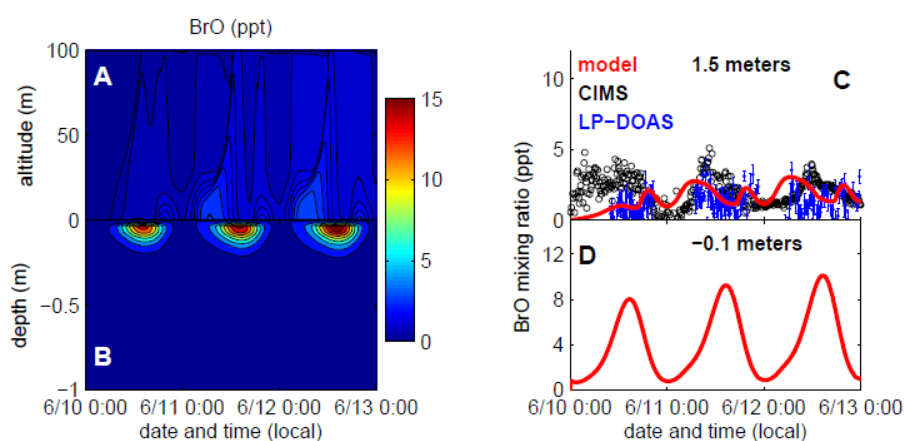 BrO (ppt)
A
100
50
0
altitude (m)
B
−0.5
−1
depth (m)
6/10 0:00 6/11 0:00 6/12 0:00 6/13 0:00
date and time (local)
15
10
5
0
model 1.5 meters C
CIMS
LP−DOAS
10
5
0
D −0.1 meters
12
8
4
0
BrO mixing ratio (ppt)
6/10 0:00 6/11 0:00 6/12 0:00 6/13 0:00
date and time (local)